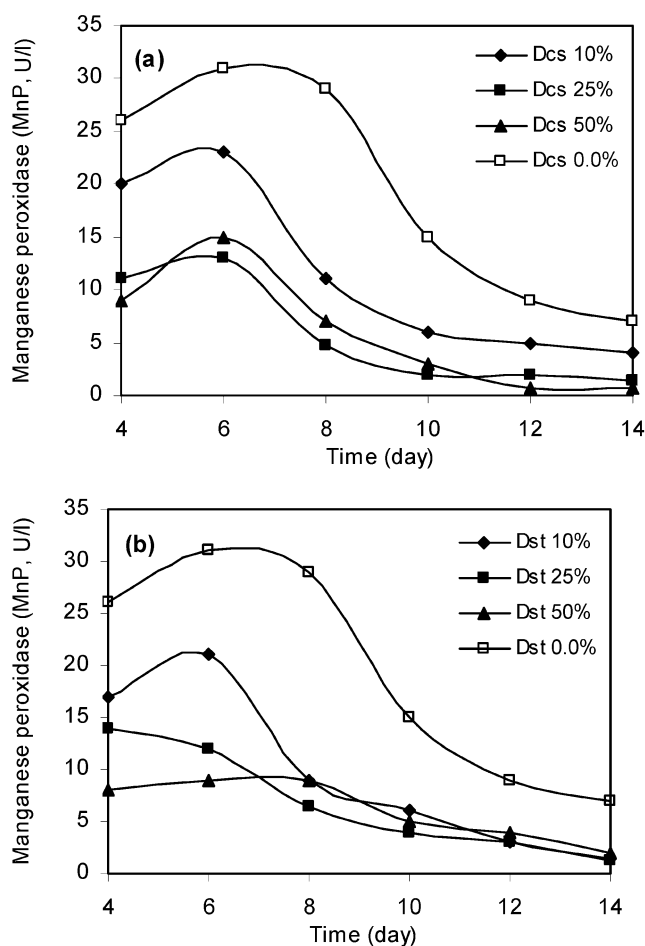 (a)
Manganese peroxidase (MnP, U/l)
35
30
25
20
15
10
5
0
Dcs 10%
Dcs 25%
Dcs 50%
Dcs 0.0%
4 6 8 10 12 14
Time (day)
(b)
Manganese peroxidase (MnP, U/l)
35
30
25
20
15
10
5
0
Dst 10%
Dst 25%
Dst 50%
Dst 0.0%
4 6 8 10 12 14
Time (day)